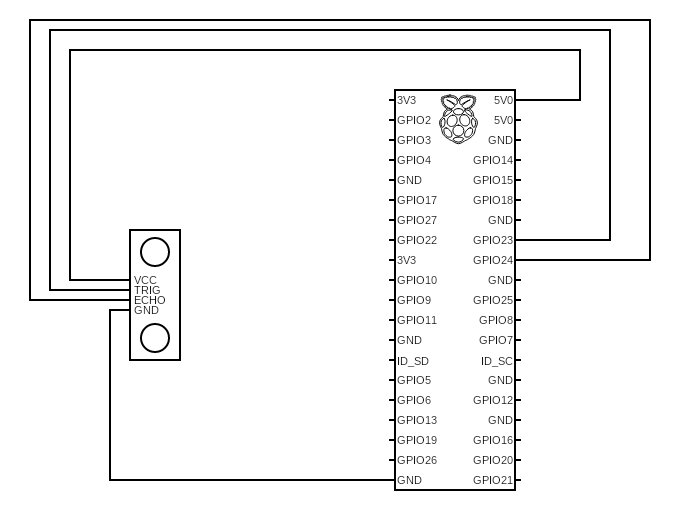 3V3 5V0
GPIO2 5V0
GPIO3 GND
GPIO4 GPIO14
GND GPIO15
GPIO17 GPIO18
GPIO27 GND
GPIO22 GPIO23
3V3 GPIO24
GPIO10 GND
GPIO9 GPIO25
GPIO11 GPIO8
GND GPIO7
ID_SD ID_SC
GPIO5 GND
GPIO6 GPIO12
GPIO13 GND
GPIO19 GPIO16
GPIO26 GPIO20
GND GPIO21
VCC
TRIG
ECHO
GND